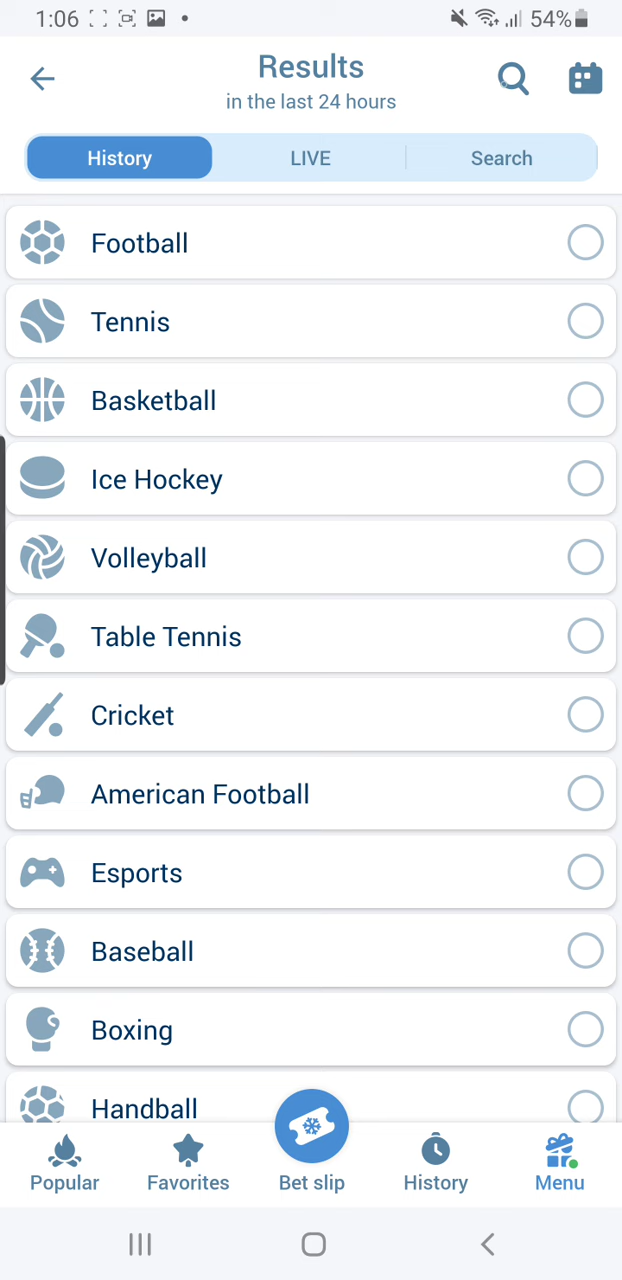 1:06
54%
Results
in the last 24 hours
History
LIVE
Search
Football
Tennis
Basketball
Ice Hockey
Volleyball
Table Tennis
Cricket
American Football
Esports
Baseball
Boxing
Handball
Popular
Favorites
Bet slip
History
Menu